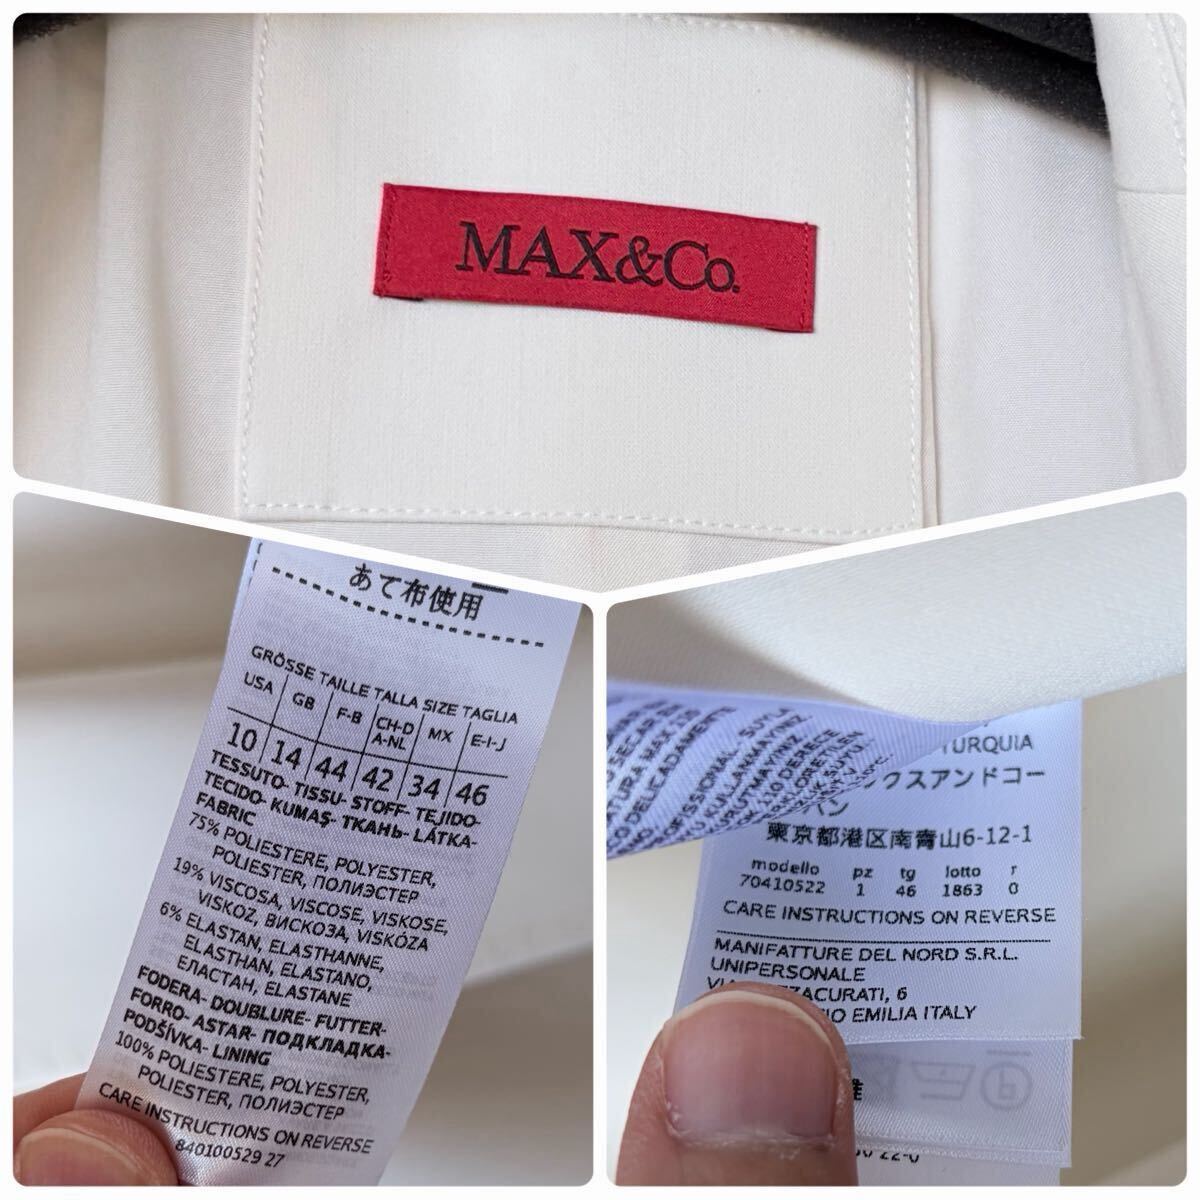 MAX&Co.
あて布使用
GRÖSSE TAILLE TALLA SIZE TAGLIA
USA GB F-B CH-D A-NL MX E-I-J
10 14 44 42 34 46
TESSUTO- TISSU- STOFF- TEJIDO-
TECIDO- KUMAŞ- ТКАНЬ- LÁTKA-
FABRIC
75% POLIESTERE, POLYESTER,
POLIESTER, ПОЛИЭСТЕР
19% VISCOSA, VISCOSE, VISKOSE,
VISKOZ, ВИСКОЗА, VISKÓZA
6% ELASTAN, ELASTHANNE,
ELASTHAN, ELASTANO,
ЕЛАСТАН, ELASTANE
FODERA- DOUBLURE- FUTTER-
FORRO- ASTAR- ПОДКЛАДКА-
PODŠÍVKA- LINING
100% POLIESTERE, POLYESTER,
POLIESTER, ПОЛИЭСТЕР
CARE INSTRUCTIONS ON REVERSE
840100529 27
TURQUIA
ックスアンドコー
パン
東京都港区南青山6-12-1
modello pz tg lotto r
70410522 1 46 1863 0
CARE INSTRUCTIONS ON REVERSE
MANIFATTURE DEL NORD S.R.L.
UNIPERSONALE
ZACURATI, 6
EMILIA ITALY